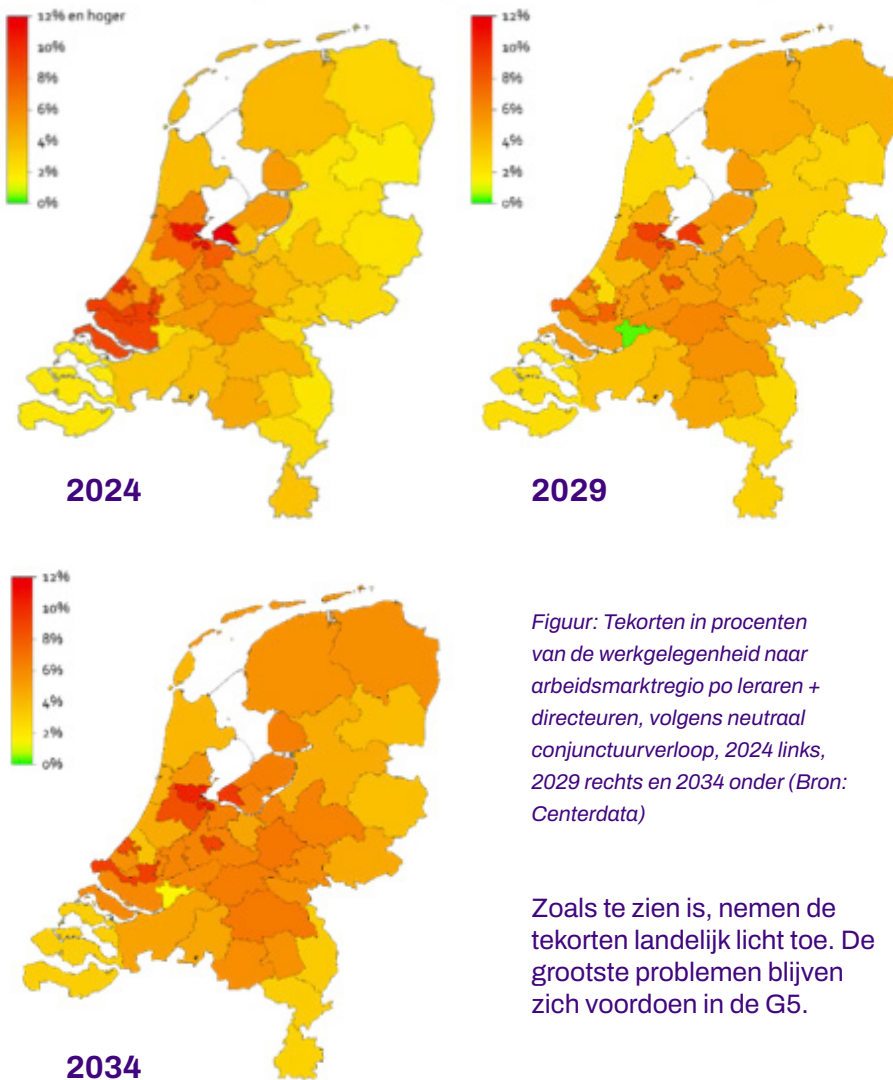 12% en hoger
10%
8%
6%
4%
2%
0%
2024
12%
10%
8%
6%
4%
2%
0%
2029
12%
10%
8%
6%
4%
2%
0%
2034
Figuur: Tekorten in procenten
van de werkgelegenheid naar
arbeidsmarktregio po leraren +
directeuren, volgens neutraal
conjunctuurverloop, 2024 links,
2029 rechts en 2034 onder (Bron:
Centerdata)
Zoals te zien is, nemen de
tekorten landelijk licht toe. De
grootste problemen blijven
zich voordoen in de G5.